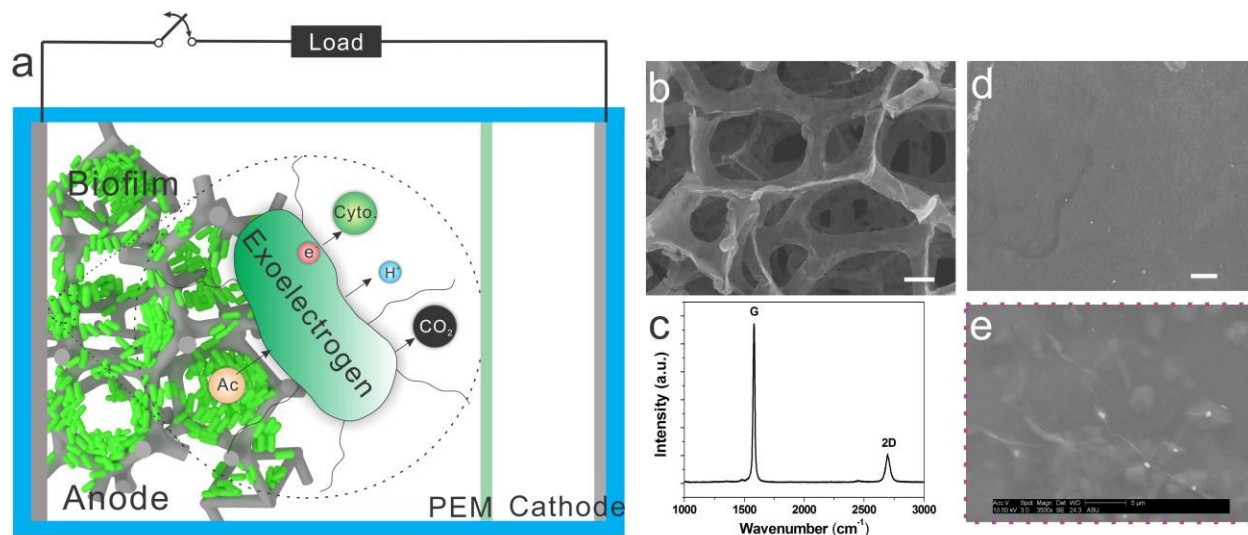 a
Load
Biofilm
Cyto.
e
H⁺
Exoelectrogen
CO₂
Ac
Anode
PEM
Cathode
b
c
G
2D
Intensity (a.u.)
1000 1500 2000 2500 3000
Wavenumber (cm⁻¹)
d
e
Acc.V Spot Magn Det WD 5 µm
10.00 kV 3.0 3500x SE 24.3 ASU